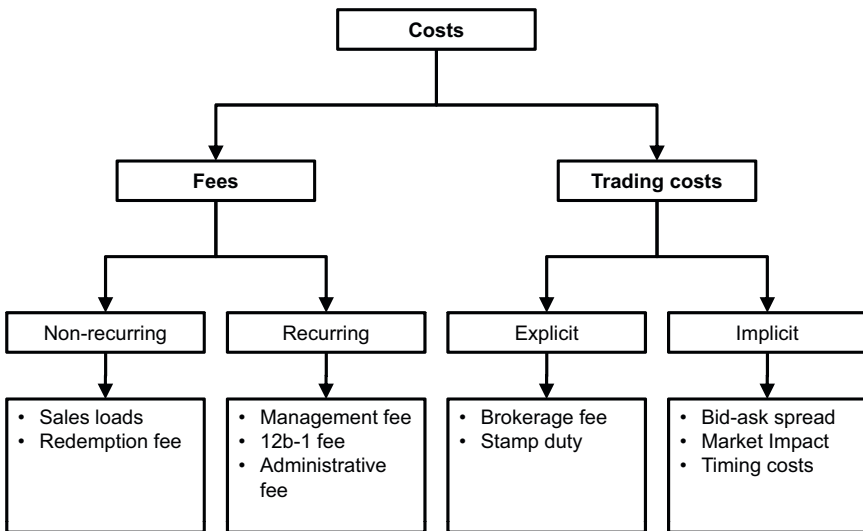 Costs
Fees
Trading costs
Non-recurring
Recurring
Explicit
Implicit
• Sales loads
• Redemption fee
• Management fee
• 12b-1 fee
• Administrative
fee
• Brokerage fee
• Stamp duty
• Bid-ask spread
• Market Impact
• Timing costs